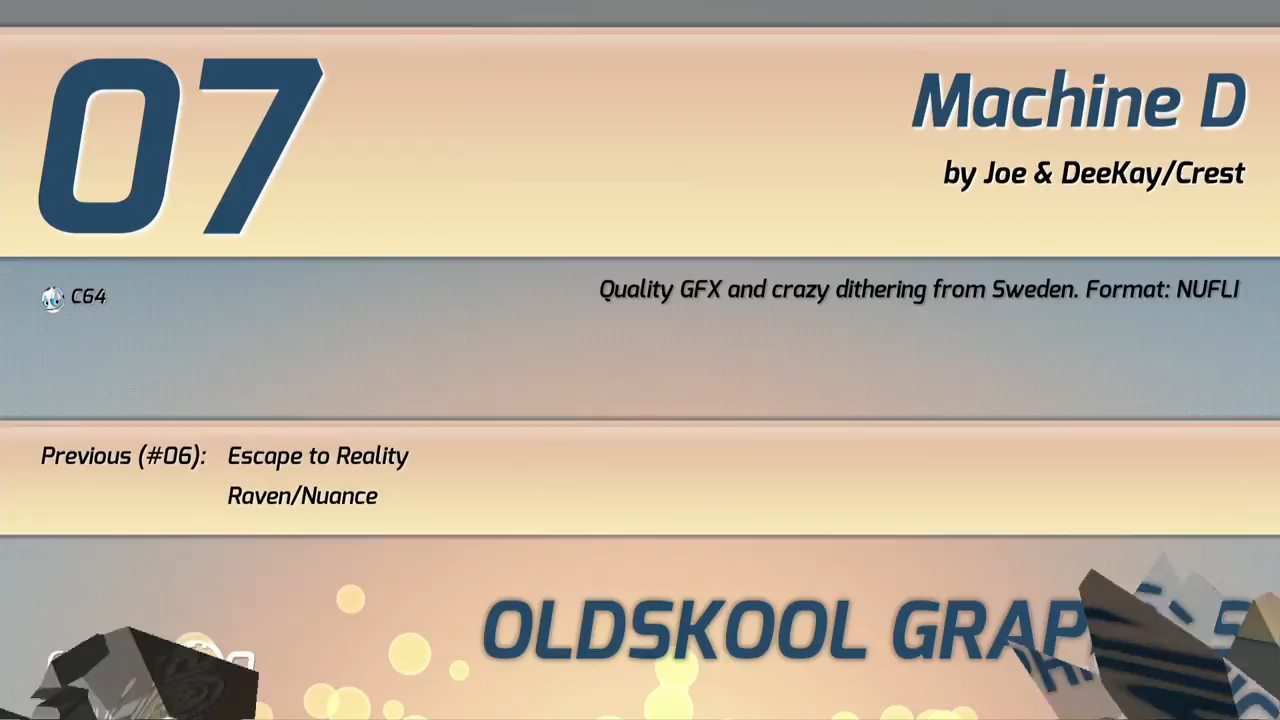 07
Machine D
by Joe & DeeKay/Crest
C64
Quality GFX and crazy dithering from Sweden. Format: NUFLI
Previous (#06): Escape to Reality
Raven/Nuance
OLDSKOOL